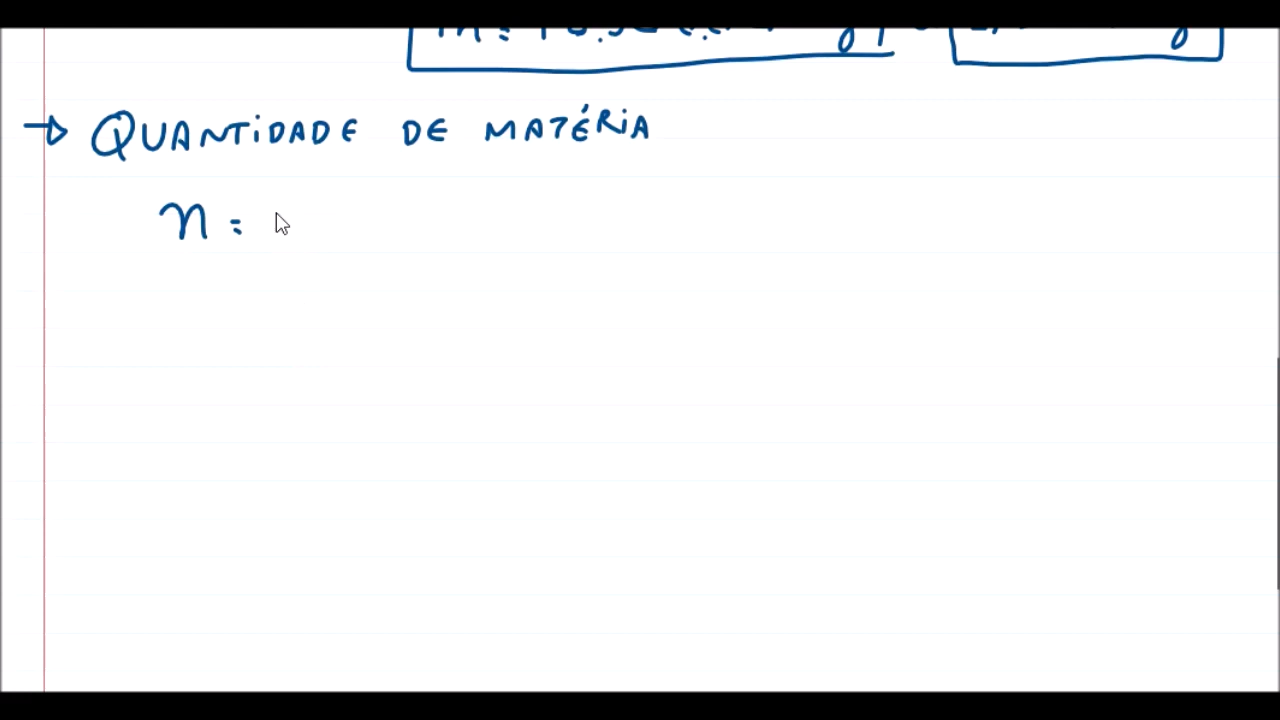 → QUANTIDADE DE MATÉRIA
n =